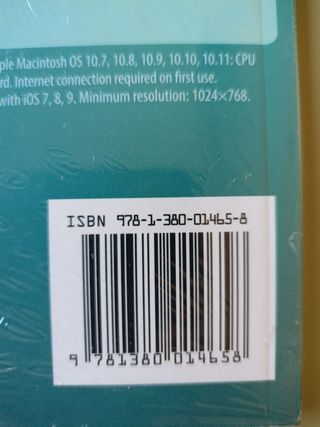 ple Macintosh OS 10.7, 10.8, 10.9, 10.10, 10.11: CPU
rd. Internet connection required on first use.
with iOS 7, 8, 9. Minimum resolution: 1024×768.
ISBN 978-1-380-01465-8
9 781380 014658